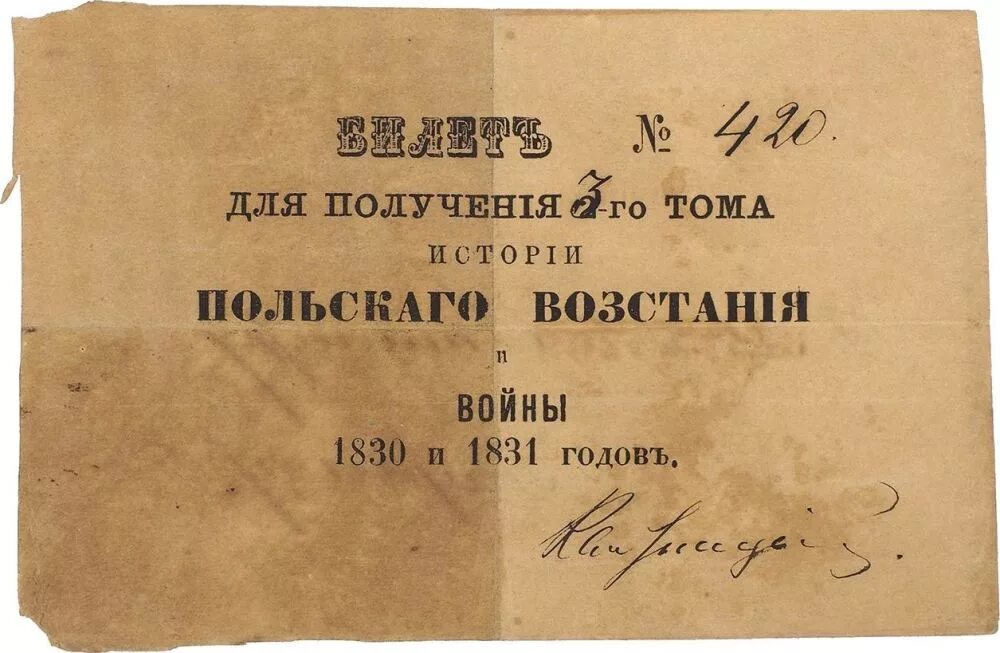 БИЛЕТЪ № 420.
ДЛЯ ПОЛУЧЕНІЯ 3-го ТОМА
ИСТОРІИ
ПОЛЬСКАГО ВОЗСТАНІЯ
и
ВОЙНЫ
1830 и 1831 годовъ.